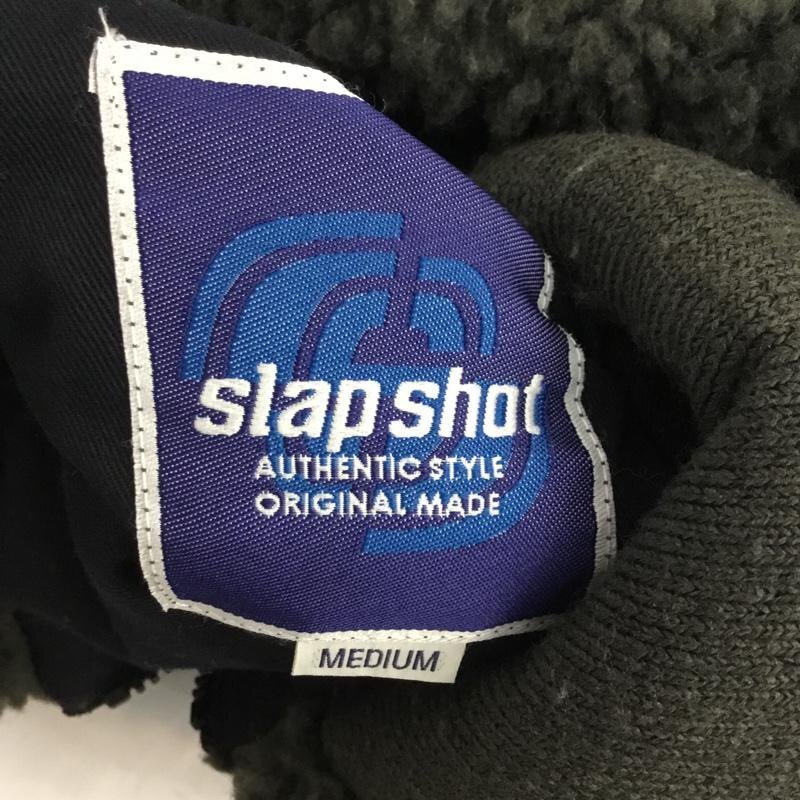 slap shot
AUTHENTIC STYLE
ORIGINAL MADE
MEDIUM